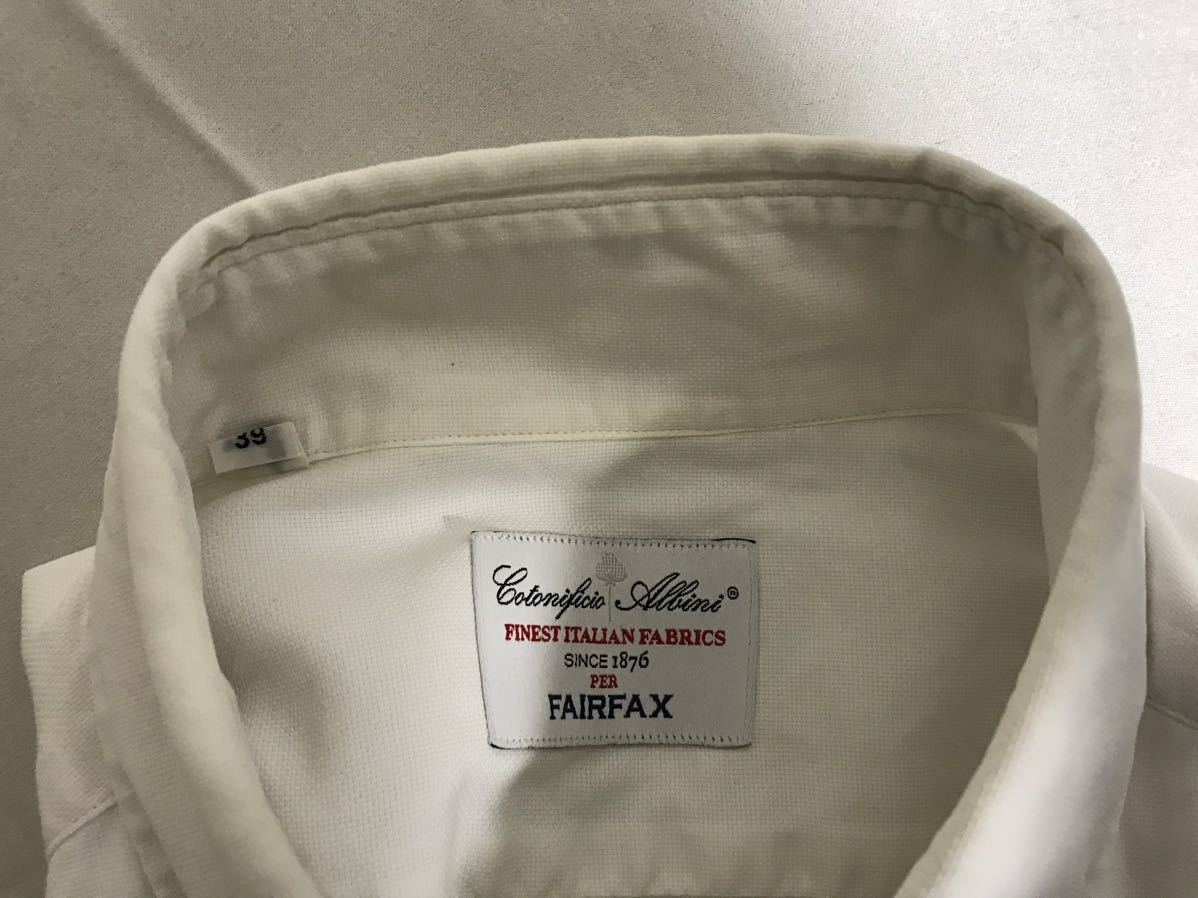 39
Cotonificio Albini®
FINEST ITALIAN FABRICS
SINCE 1876
PER
FAIRFAX